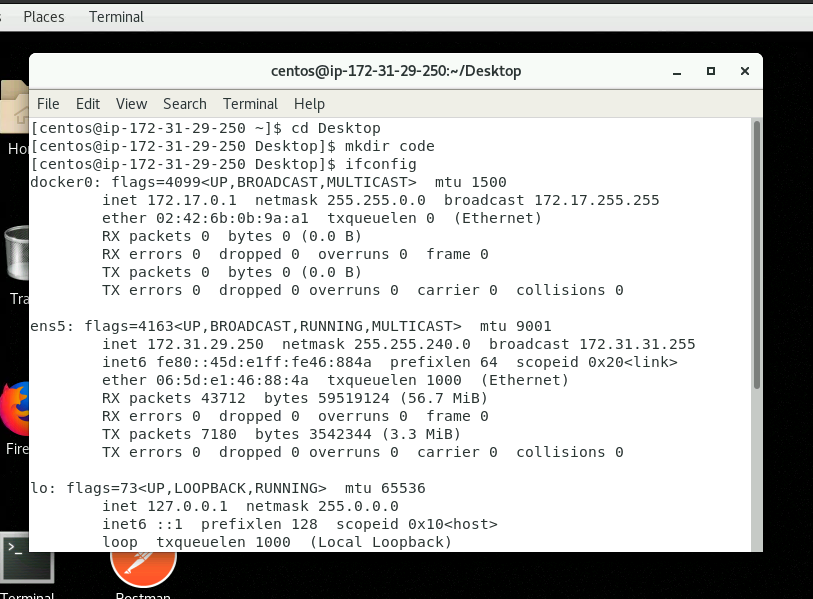 Places Terminal
centos@ip-172-31-29-250:~/Desktop
File Edit View Search Terminal Help
[centos@ip-172-31-29-250 ~]$ cd Desktop
[centos@ip-172-31-29-250 Desktop]$ mkdir code
[centos@ip-172-31-29-250 Desktop]$ ifconfig
docker0: flags=4099<UP,BROADCAST,MULTICAST>  mtu 1500
        inet 172.17.0.1  netmask 255.255.0.0  broadcast 172.17.255.255
        ether 02:42:6b:0b:9a:a1  txqueuelen 0  (Ethernet)
        RX packets 0  bytes 0 (0.0 B)
        RX errors 0  dropped 0  overruns 0  frame 0
        TX packets 0  bytes 0 (0.0 B)
        TX errors 0  dropped 0 overruns 0  carrier 0  collisions 0

ens5: flags=4163<UP,BROADCAST,RUNNING,MULTICAST>  mtu 9001
        inet 172.31.29.250  netmask 255.255.240.0  broadcast 172.31.31.255
        inet6 fe80::45d:e1ff:fe46:884a  prefixlen 64  scopeid 0x20<link>
        ether 06:5d:e1:46:88:4a  txqueuelen 1000  (Ethernet)
        RX packets 43712  bytes 59519124 (56.7 MiB)
        RX errors 0  dropped 0  overruns 0  frame 0
        TX packets 7180  bytes 3542344 (3.3 MiB)
        TX errors 0  dropped 0 overruns 0  carrier 0  collisions 0

lo: flags=73<UP,LOOPBACK,RUNNING>  mtu 65536
        inet 127.0.0.1  netmask 255.0.0.0
        inet6 ::1  prefixlen 128  scopeid 0x10<host>
        loop  txqueuelen 1000  (Local Loopback)
Ho
Tra
Fire
>_
Terminal
Postman